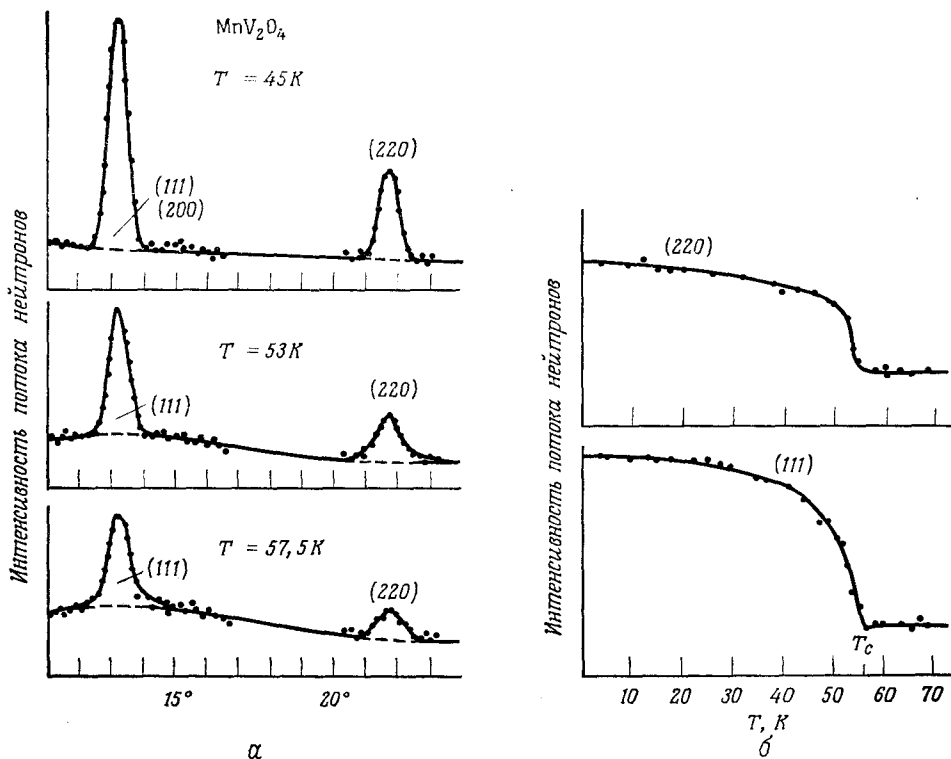 MnV₂O₄
T = 45K
(220)
(111)
(200)
T = 53K
(111)
(220)
T = 57,5K
(111)
(220)
15° 20°
Интенсивность потока нейтронов
а
(220)
(111)
Tc
10 20 30 40 50 60 70
T, К
Интенсивность потока нейтронов
б